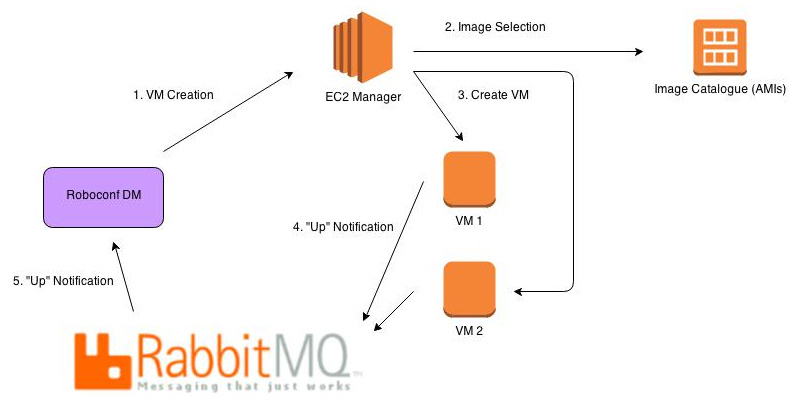 2. Image Selection
EC2 Manager
Image Catalogue (AMIs)
1. VM Creation
3. Create VM
Roboconf DM
VM 1
4. "Up" Notification
5. "Up" Notification
VM 2
RabbitMQ™
Messaging that just works